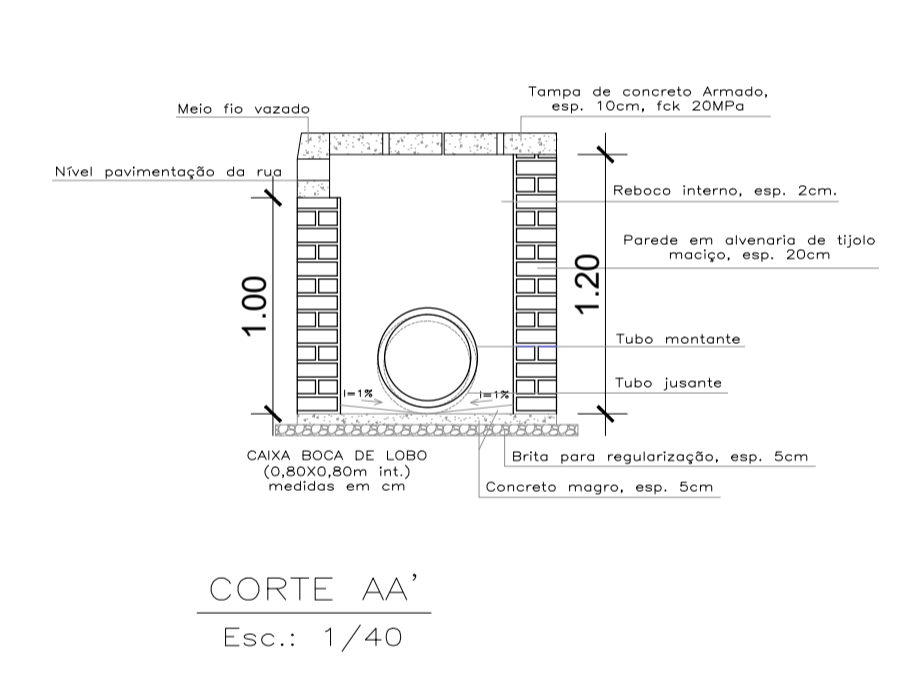 Tampa de concreto Armado,
esp. 10cm, fck 20MPa
Meio fio vazado
Nível pavimentação da rua
Reboco interno, esp. 2cm.
Parede em alvenaria de tijolo
maciço, esp. 20cm
1.00
1.20
Tubo montante
Tubo jusante
I=1%
I=1%
CAIXA BOCA DE LOBO
(0,80X0,80m int.)
medidas em cm
Brita para regularização, esp. 5cm
Concreto magro, esp. 5cm
CORTE AA'
Esc.: 1/40